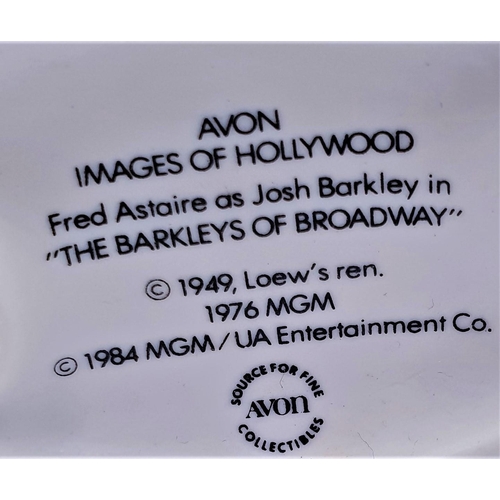 AVON
IMAGES OF HOLLYWOOD
Fred Astaire as Josh Barkley in
"THE BARKLEYS OF BROADWAY"
© 1949, Loew's ren.
1976 MGM
© 1984 MGM/UA Entertainment Co.
SOURCE FOR FINE
AVON
COLLECTIBLES